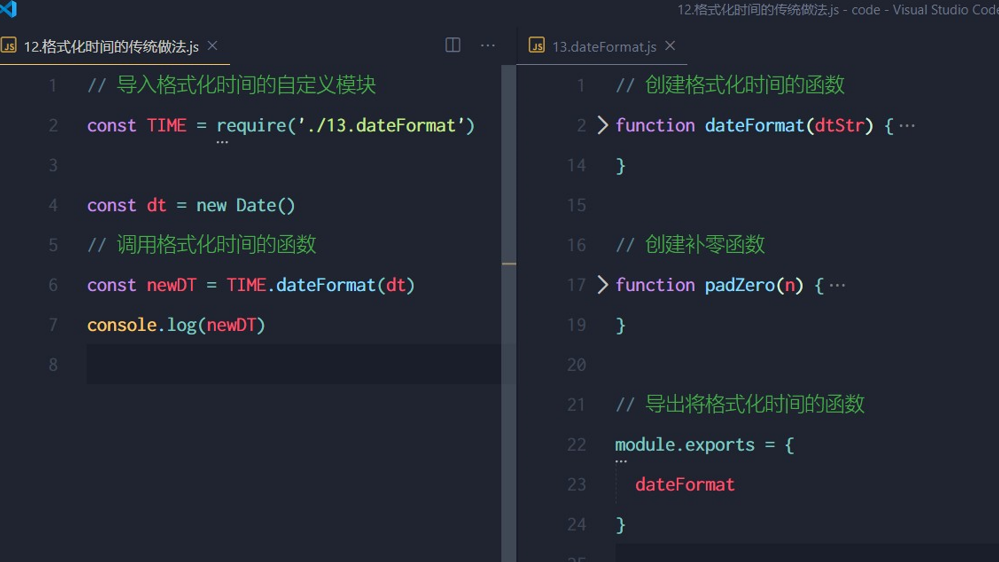 12.格式化时间的传统做法.js - code - Visual Studio Code
JS 12.格式化时间的传统做法.js ×
1 // 导入格式化时间的自定义模块
2 const TIME = require('./13.dateFormat')
3
4 const dt = new Date()
5 // 调用格式化时间的函数
6 const newDT = TIME.dateFormat(dt)
7 console.log(newDT)
8
JS 13.dateFormat.js ×
1 // 创建格式化时间的函数
2 function dateFormat(dtStr) {···
14 }
15
16 // 创建补零函数
17 function padZero(n) {···
19 }
20
21 // 导出将格式化时间的函数
22 module.exports = {
23 dateFormat
24 }